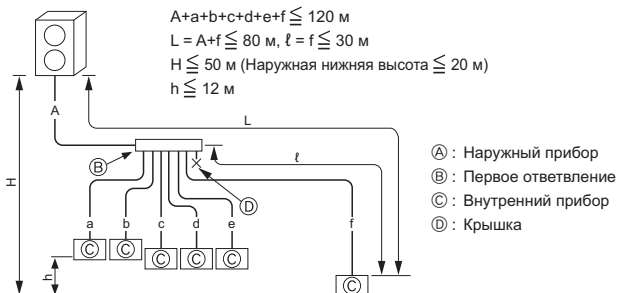 A+a+b+c+d+e+f ≦ 120 м
L = A+f ≦ 80 м, ℓ = f ≦ 30 м
H ≦ 50 м (Наружная нижняя высота ≦ 20 м)
h ≦ 12 м
A
L
H
ℓ
Ⓑ
Ⓓ
a b c d e f
Ⓒ Ⓒ Ⓒ Ⓒ Ⓒ
h
Ⓒ
Ⓐ : Наружный прибор
Ⓑ : Первое ответвление
Ⓒ : Внутренний прибор
Ⓓ : Крышка